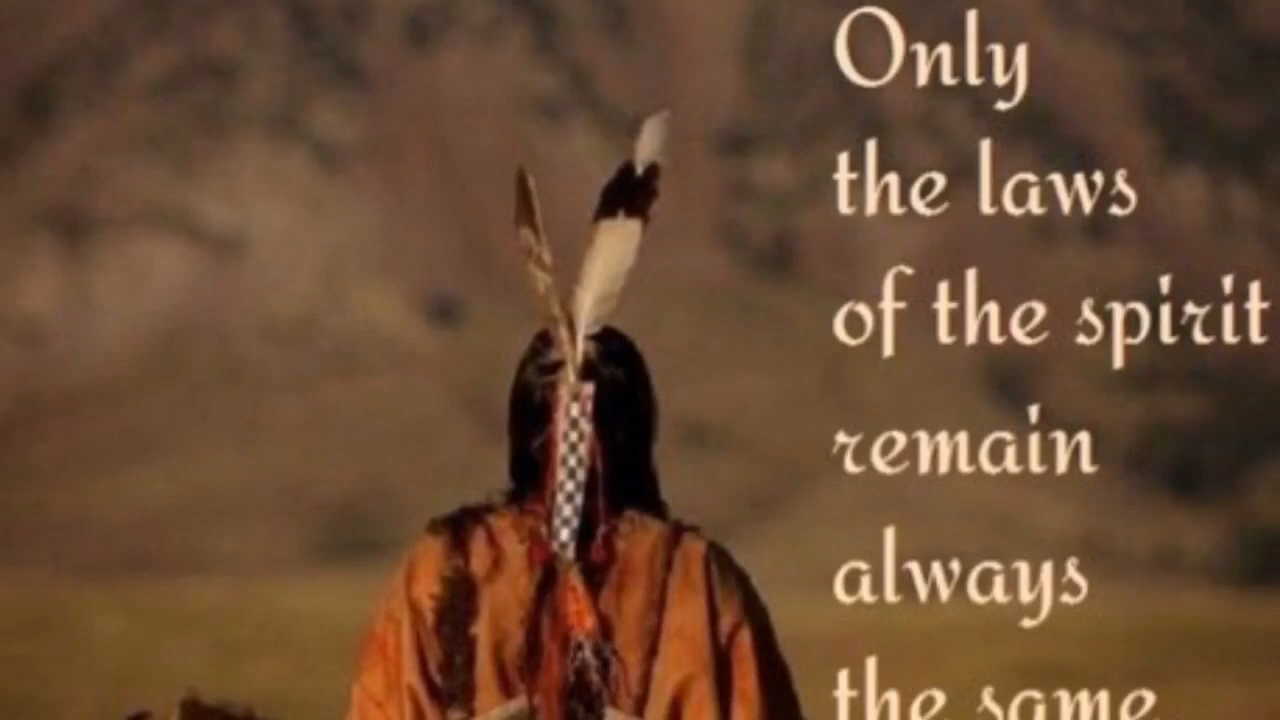 Only
the laws
of the spirit
remain
always
the same